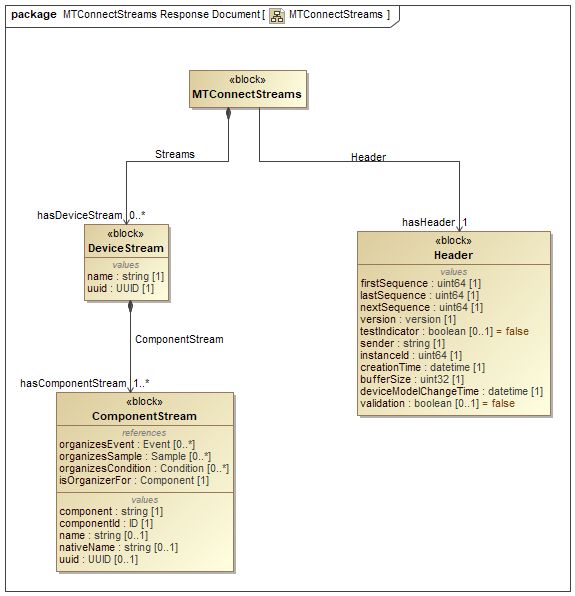 package MTConnectStreams Response Document [ MTConnectStreams ]
«block»
MTConnectStreams
Streams
Header
hasDeviceStream 0..*
hasHeader 1
«block»
DeviceStream
values
name : string [1]
uuid : UUID [1]
«block»
Header
values
firstSequence : uint64 [1]
lastSequence : uint64 [1]
nextSequence : uint64 [1]
version : version [1]
testIndicator : boolean [0..1] = false
sender : string [1]
instanceId : uint64 [1]
creationTime : datetime [1]
bufferSize : uint32 [1]
deviceModelChangeTime : datetime [1]
validation : boolean [0..1] = false
ComponentStream
hasComponentStream 1..*
«block»
ComponentStream
references
organizesEvent : Event [0..*]
organizesSample : Sample [0..*]
organizesCondition : Condition [0..*]
isOrganizerFor : Component [1]
values
component : string [1]
componentId : ID [1]
name : string [0..1]
nativeName : string [0..1]
uuid : UUID [0..1]